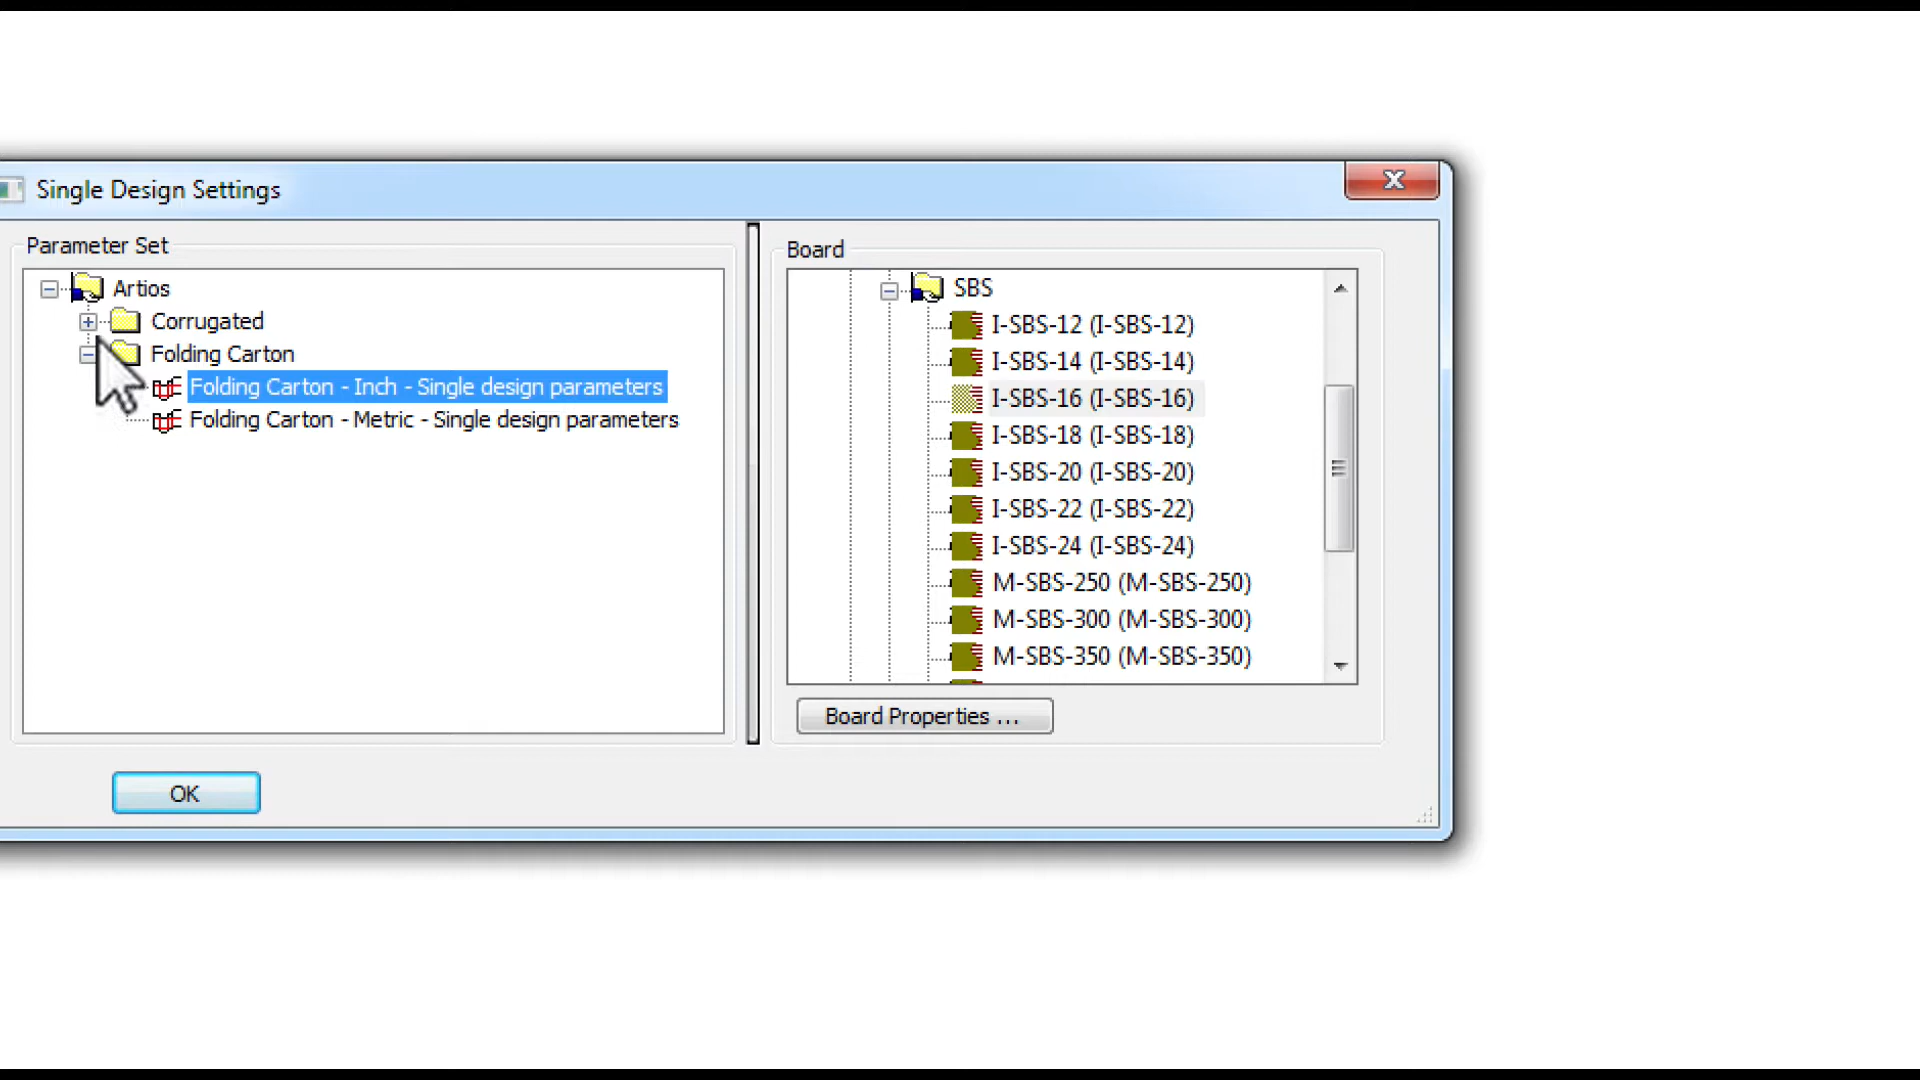 Single Design Settings
Parameter Set
Artios
Corrugated
Folding Carton
Folding Carton - Inch - Single design parameters
Folding Carton - Metric - Single design parameters
OK
Board
SBS
I-SBS-12 (I-SBS-12)
I-SBS-14 (I-SBS-14)
I-SBS-16 (I-SBS-16)
I-SBS-18 (I-SBS-18)
I-SBS-20 (I-SBS-20)
I-SBS-22 (I-SBS-22)
I-SBS-24 (I-SBS-24)
M-SBS-250 (M-SBS-250)
M-SBS-300 (M-SBS-300)
M-SBS-350 (M-SBS-350)
Board Properties ...